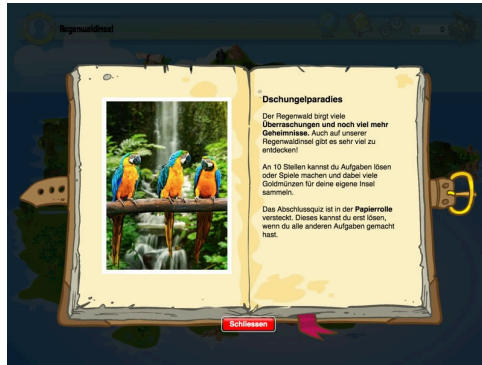 Regenwaldinsel
0
Dschungelparadies
Der Regenwald birgt viele
Überraschungen und noch viel mehr
Geheimnisse. Auch auf unserer
Regenwaldinsel gibt es sehr viel zu
entdecken!
An 10 Stellen kannst du Aufgaben lösen
oder Spiele machen und dabei viele
Goldmünzen für deine eigene Insel
sammeln.
Das Abschlussquiz ist in der Papierrolle
versteckt. Dieses kannst du erst lösen,
wenn du alle anderen Aufgaben gemacht
hast.
Schliessen